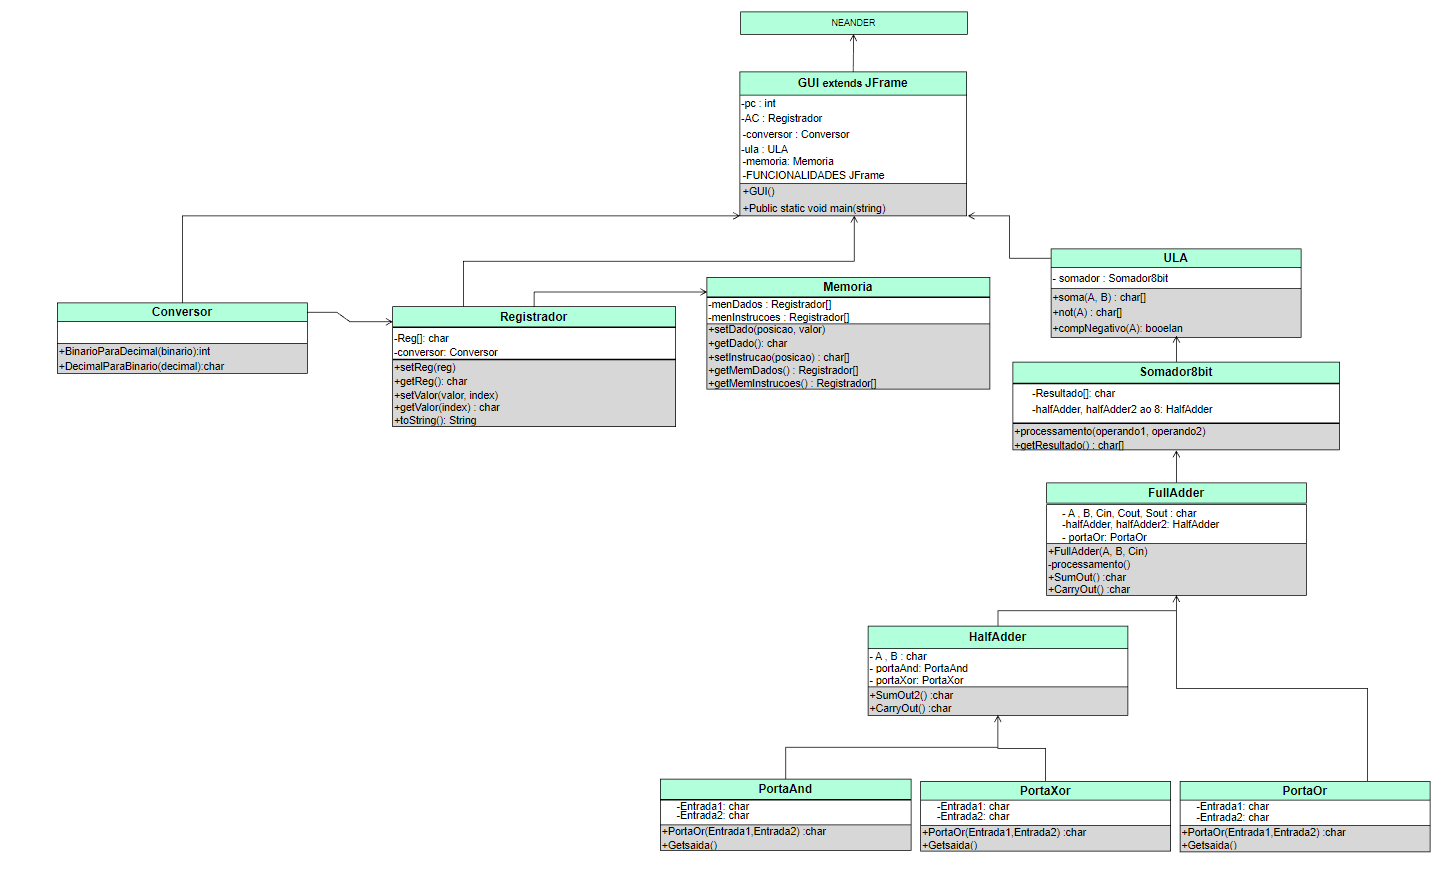 NEANDER
GUI extends JFrame
-pc : int
-AC : Registrador
-conversor : Conversor
-ula : ULA
-memoria: Memoria
-FUNCIONALIDADES JFrame
+GUI()
+Public static void main(string)
Conversor
+BinarioParaDecimal(binario):int
+DecimalParaBinario(decimal):char
Registrador
-Reg[]: char
-conversor: Conversor
+setReg(reg)
+getReg(): char
+setValor(valor, index)
+getValor(index) : char
+toString(): String
Memoria
-menDados : Registrador[]
-menInstrucoes : Registrador[]
+setDado(posicao, valor)
+getDado(): char
+setInstrucao(posicao) : char[]
+getMemDados() : Registrador[]
+getMemInstrucoes() : Registrador[]
ULA
- somador : Somador8bit
+soma(A, B) : char[]
+not(A) : char[]
+compNegativo(A): booelan
Somador8bit
-Resultado[]: char
-halfAdder, halfAdder2 ao 8: HalfAdder
+processamento(operando1, operando2)
+getResultado() : char[]
FullAdder
- A , B, Cin, Cout, Sout : char
-halfAdder, halfAdder2: HalfAdder
- portaOr: PortaOr
+FullAdder(A, B, Cin)
-processamento()
+SumOut() :char
+CarryOut() :char
HalfAdder
- A , B : char
- portaAnd: PortaAnd
- portaXor: PortaXor
+SumOut2() :char
+CarryOut() :char
PortaAnd
-Entrada1: char
-Entrada2: char
+PortaOr(Entrada1,Entrada2) :char
+Getsaida()
PortaXor
-Entrada1: char
-Entrada2: char
+PortaOr(Entrada1,Entrada2) :char
+Getsaida()
PortaOr
-Entrada1: char
-Entrada2: char
+PortaOr(Entrada1,Entrada2) :char
+Getsaida()